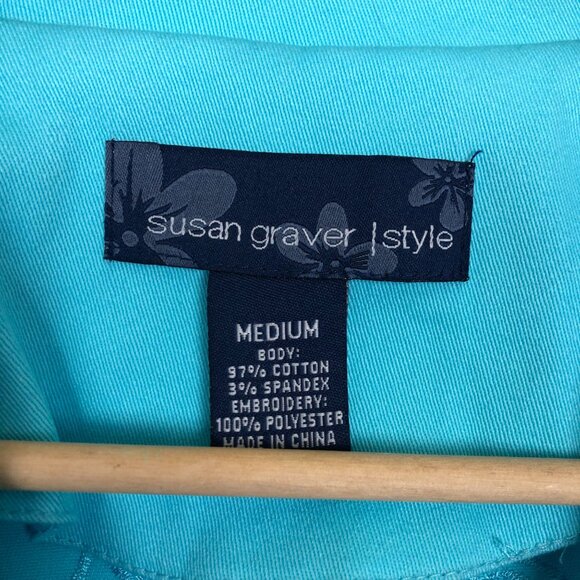 susan graver | style
MEDIUM
BODY:
97% COTTON
3% SPANDEX
EMBROIDERY:
100% POLYESTER
MADE IN CHINA